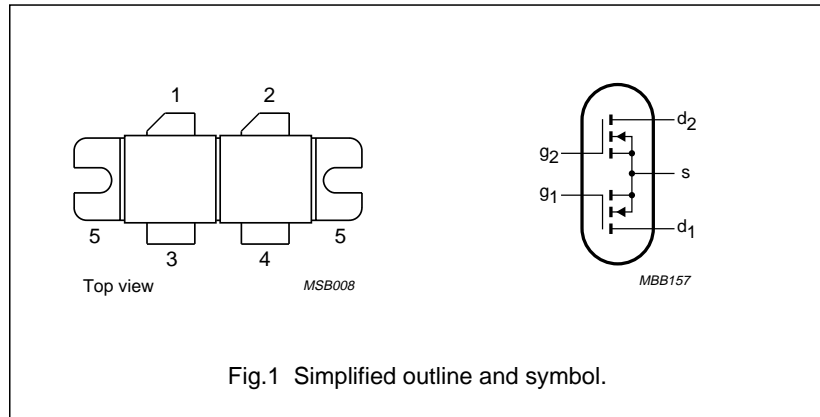 1 2
5 5
3 4
Top view MSB008
d2
g2
s
g1
d1
MBB157
Fig.1 Simplified outline and symbol.